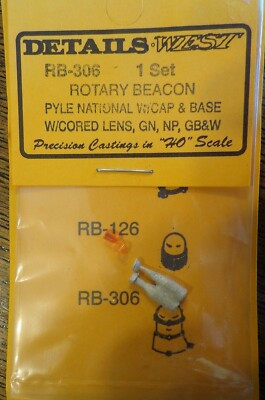 DETAILS WEST
RB-306 1 Set
ROTARY BEACON
PYLE NATIONAL W/CAP & BASE
W/CORED LENS, GN, NP, GB&W
Precision Castings in "HO" Scale
RB-126
RB-306